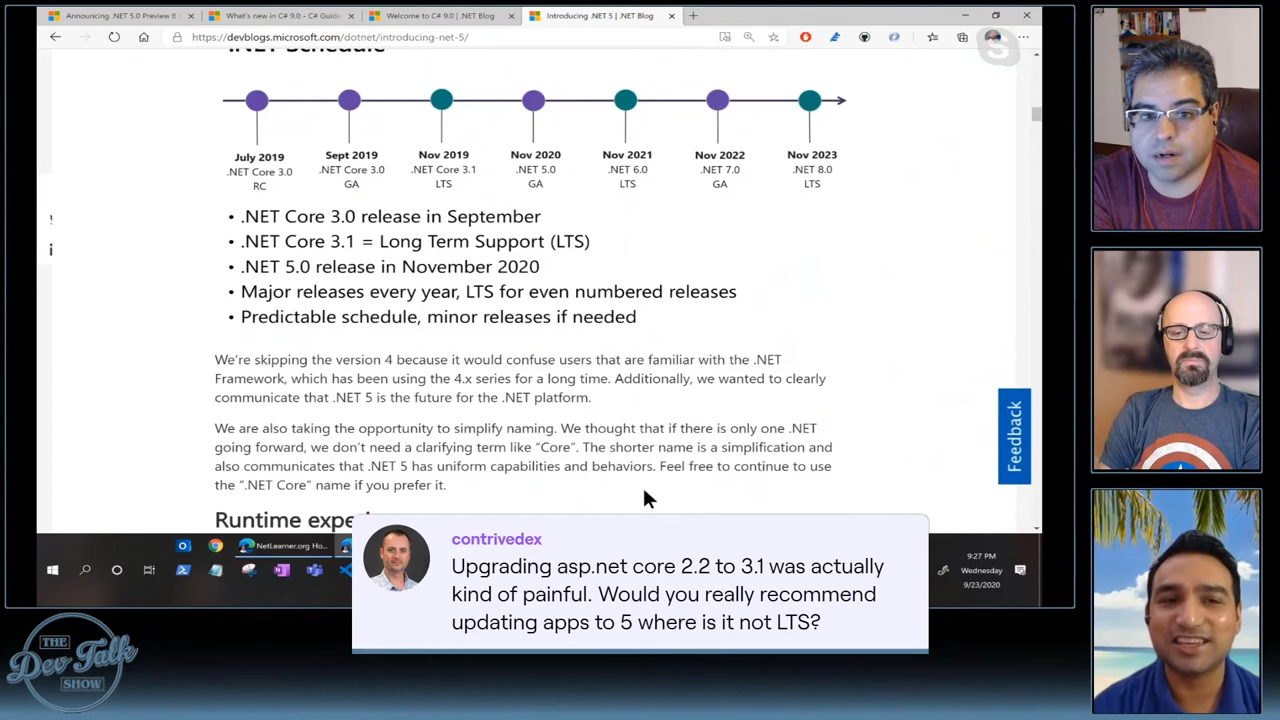 Announcing .NET 5.0 Preview 8
What's new in C# 9.0 - C# Guide
Welcome to C# 9.0 | .NET Blog
Introducing .NET 5 | .NET Blog
https://devblogs.microsoft.com/dotnet/introducing-net-5/
.NET Schedule
July 2019
.NET Core 3.0
RC
Sept 2019
.NET Core 3.0
GA
Nov 2019
.NET Core 3.1
LTS
Nov 2020
.NET 5.0
GA
Nov 2021
.NET 6.0
LTS
Nov 2022
.NET 7.0
GA
Nov 2023
.NET 8.0
LTS
• .NET Core 3.0 release in September
• .NET Core 3.1 = Long Term Support (LTS)
• .NET 5.0 release in November 2020
• Major releases every year, LTS for even numbered releases
• Predictable schedule, minor releases if needed
We're skipping the version 4 because it would confuse users that are familiar with the .NET
Framework, which has been using the 4.x series for a long time. Additionally, we wanted to clearly
communicate that .NET 5 is the future for the .NET platform.
We are also taking the opportunity to simplify naming. We thought that if there is only one .NET
going forward, we don't need a clarifying term like "Core". The shorter name is a simplification and
also communicates that .NET 5 has uniform capabilities and behaviors. Feel free to continue to use
the ".NET Core" name if you prefer it.
Runtime
Feedback
NetLearner.org Ho...
9:27 PM
Wednesday
9/23/2020
contrivedex
Upgrading asp.net core 2.2 to 3.1 was actually
kind of painful. Would you really recommend
updating apps to 5 where is it not LTS?
THE
Dev Talk
SHOW